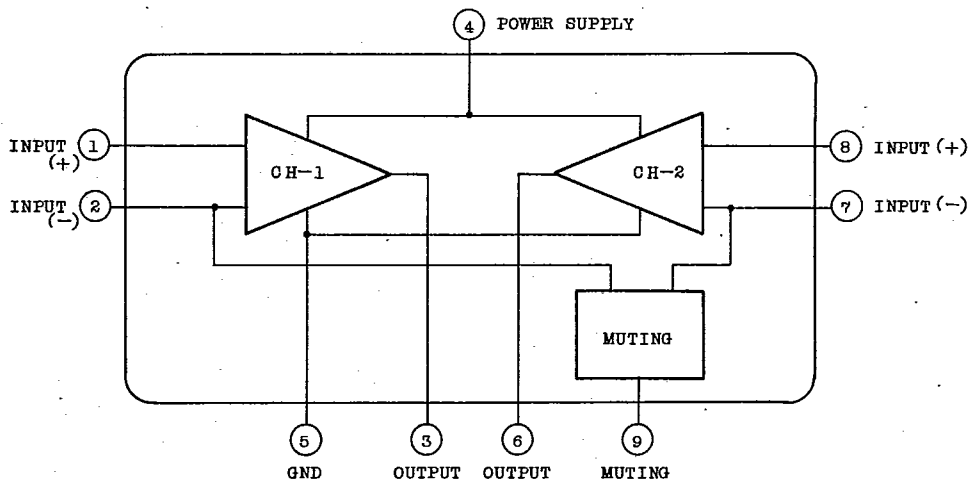 4 POWER SUPPLY
INPUT (+) 1
CH-1
CH-2
8 INPUT (+)
INPUT (-) 2
7 INPUT (-)
MUTING
5
3
6
9
GND
OUTPUT
OUTPUT
MUTING